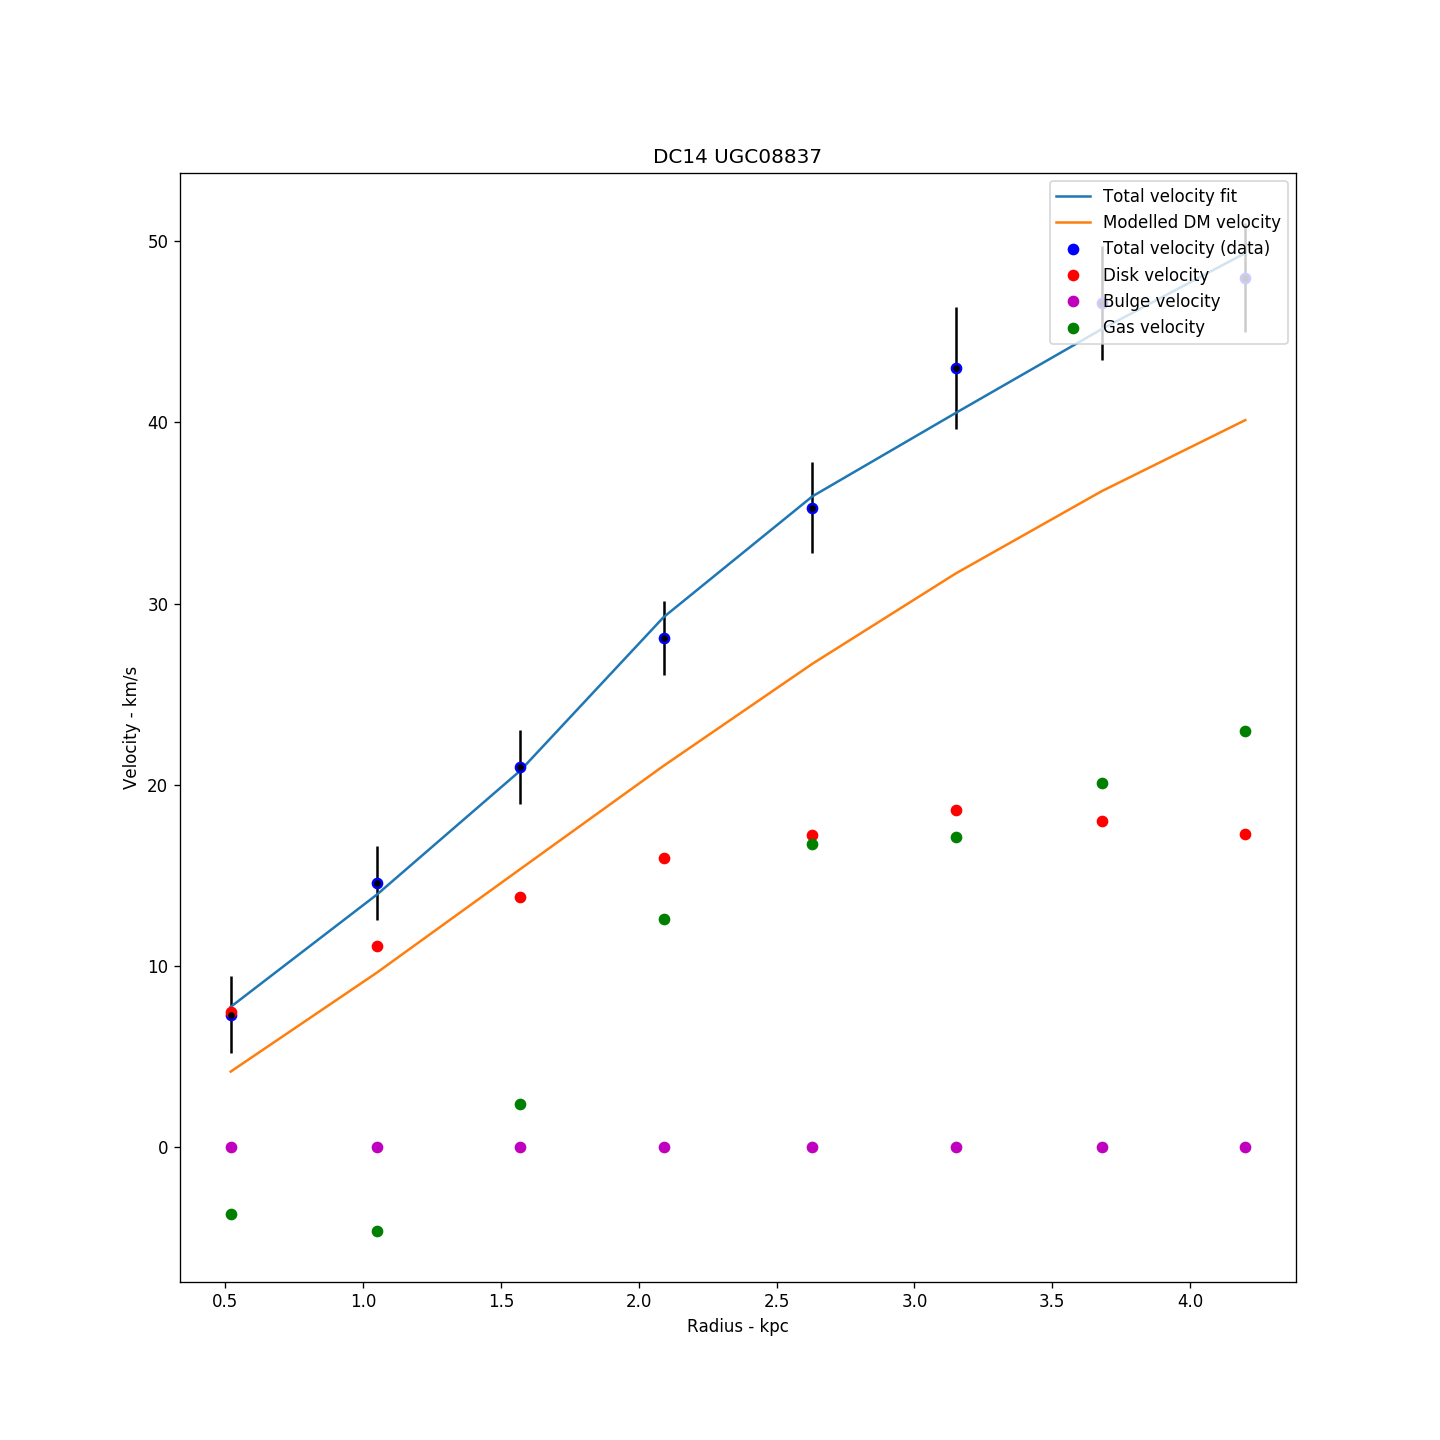 DC14 UGC08837
Total velocity fit
Modelled DM velocity
Total velocity (data)
Disk velocity
Bulge velocity
Gas velocity
50
40
30
20
10
0
Velocity - km/s
0.5 1.0 1.5 2.0 2.5 3.0 3.5 4.0
Radius - kpc